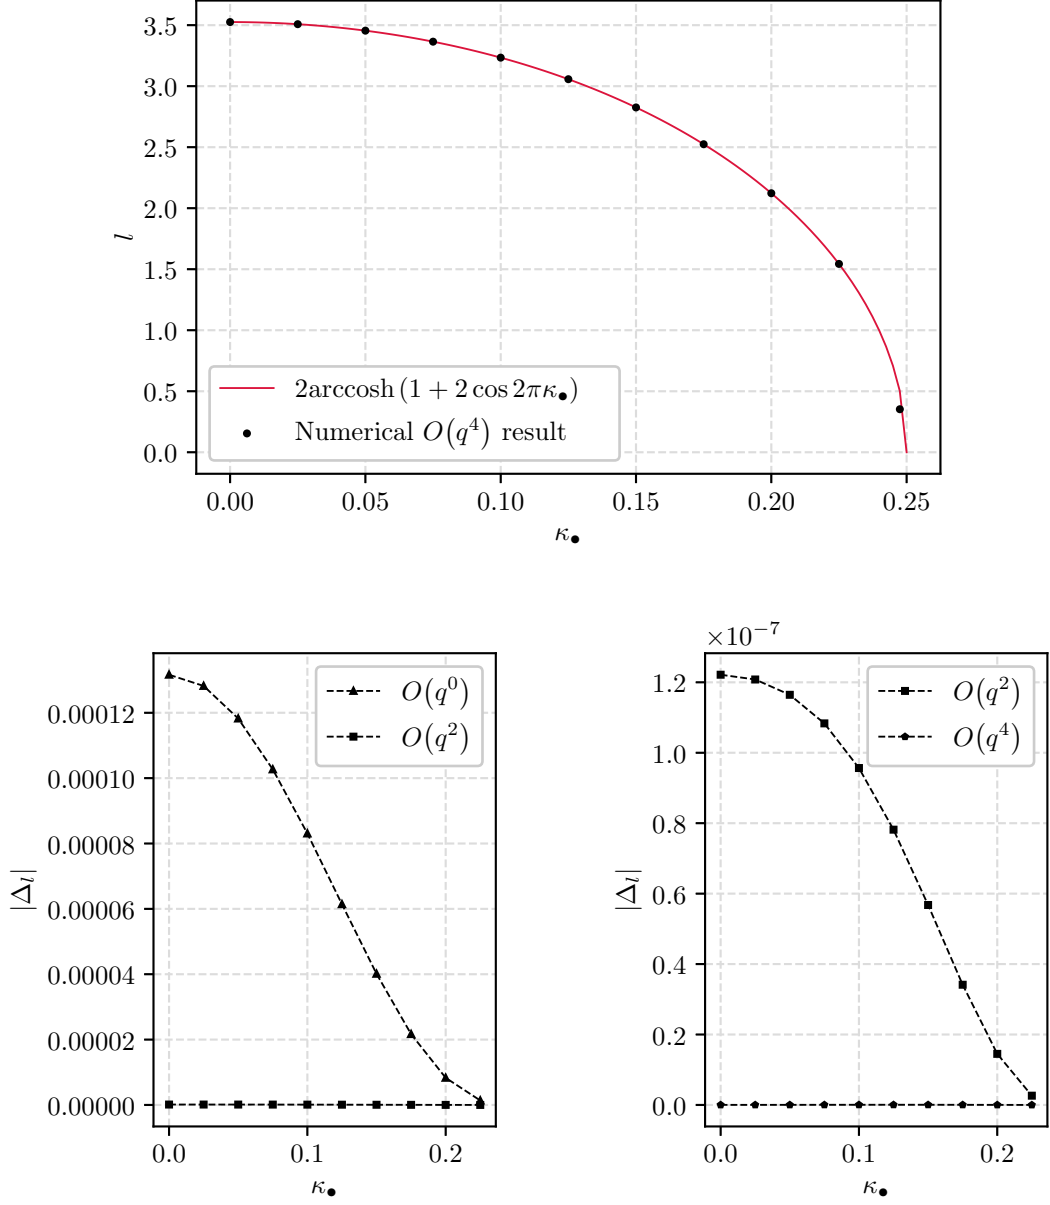 3.5
3.0
2.5
2.0
1.5
1.0
0.5
0.0
l
2arccosh (1 + 2 cos 2πκ●)
Numerical O(q⁴) result
0.00 0.05 0.10 0.15 0.20 0.25
κ●
0.00012
0.00010
0.00008
0.00006
0.00004
0.00002
0.00000
|Δₗ|
O(q⁰)
O(q²)
0.0 0.1 0.2
κ●
×10⁻⁷
1.2
1.0
0.8
0.6
0.4
0.2
0.0
|Δₗ|
O(q²)
O(q⁴)
0.0 0.1 0.2
κ●